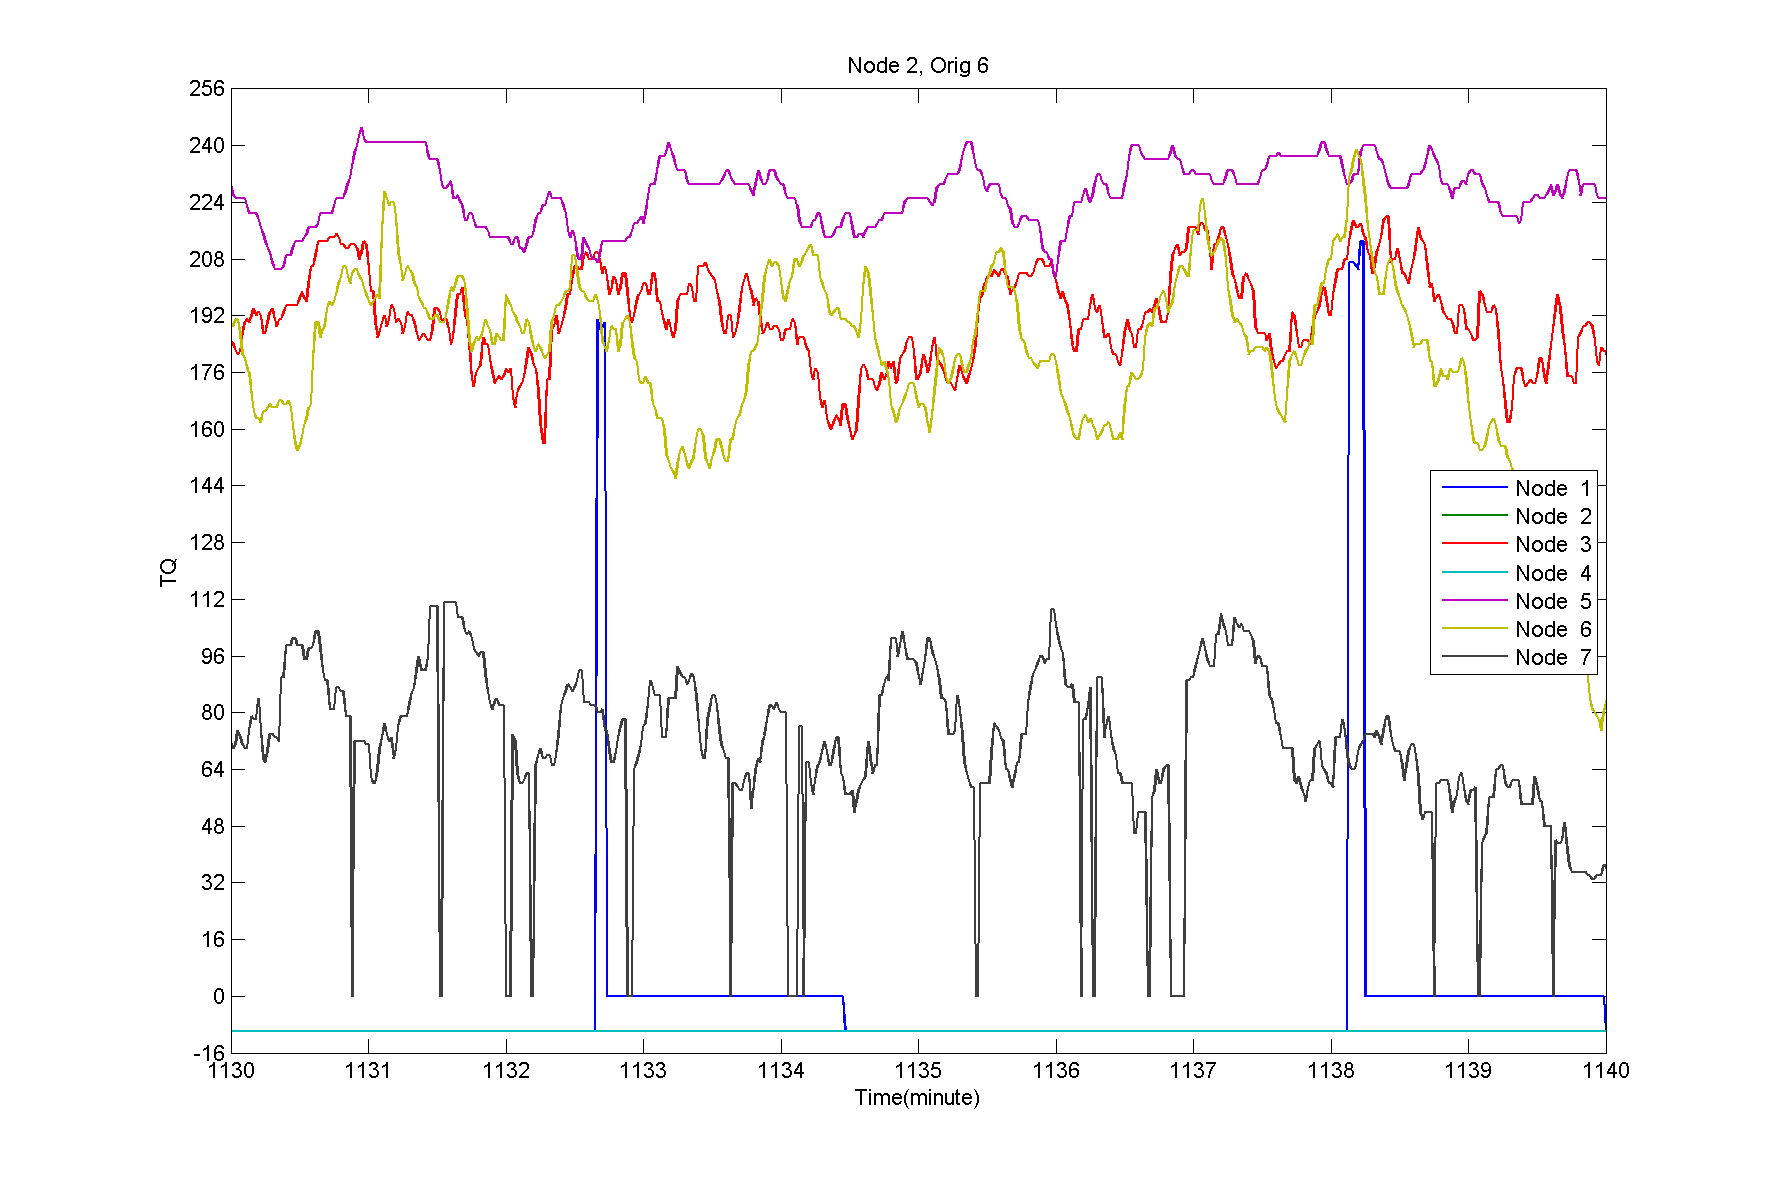 Node 2, Orig 6
256
240
224
208
192
176
160
144
128
112
96
80
64
48
32
16
0
-16
TQ
Node 1
Node 2
Node 3
Node 4
Node 5
Node 6
Node 7
1130 1131 1132 1133 1134 1135 1136 1137 1138 1139 1140
Time(minute)